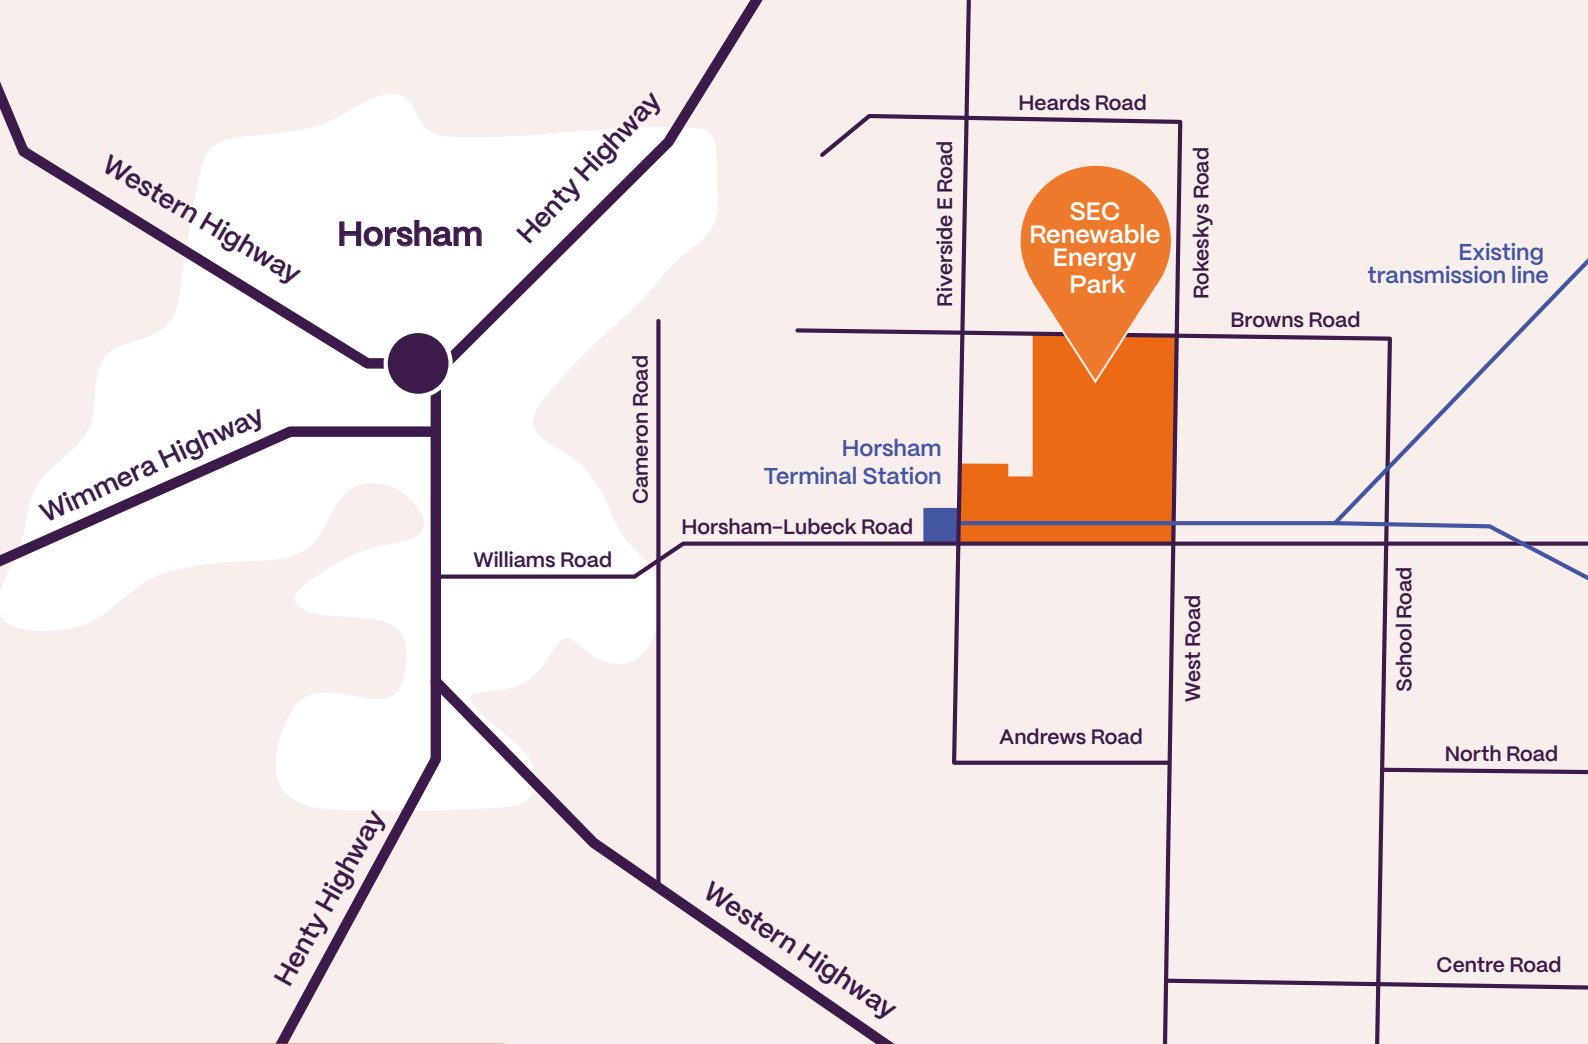 Heards Road
Western Highway
Henty Highway
Horsham
Riverside E Road
Rokeskys Road
SEC
Renewable
Energy
Park
Existing
transmission line
Browns Road
Cameron Road
Wimmera Highway
Horsham
Terminal Station
Horsham–Lubeck Road
Williams Road
West Road
School Road
Andrews Road
North Road
Henty Highway
Western Highway
Centre Road